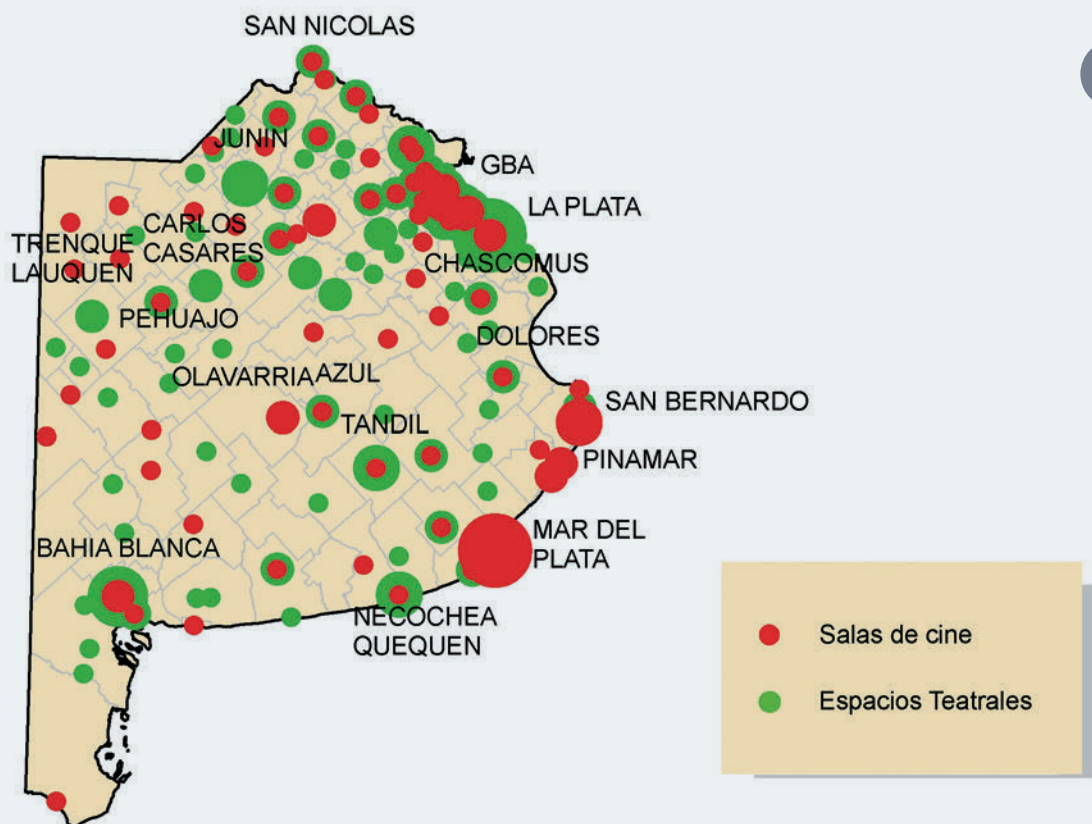 SAN NICOLAS
JUNIN
GBA
LA PLATA
CARLOS
CASARES
TRENQUE
LAUQUEN
CHASCOMUS
PEHUAJO
DOLORES
OLAVARRIA
AZUL
SAN BERNARDO
TANDIL
PINAMAR
MAR DEL
PLATA
BAHIA BLANCA
NECOCHEA
QUEQUEN
Salas de cine
Espacios Teatrales